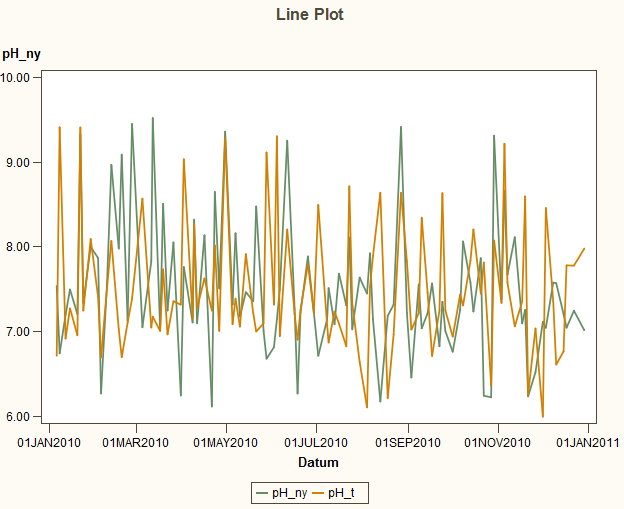 Line Plot
pH_ny
10.00
9.00
8.00
7.00
6.00
01JAN2010 01MAR2010 01MAY2010 01JUL2010 01SEP2010 01NOV2010 01JAN2011
Datum
pH_ny pH_t